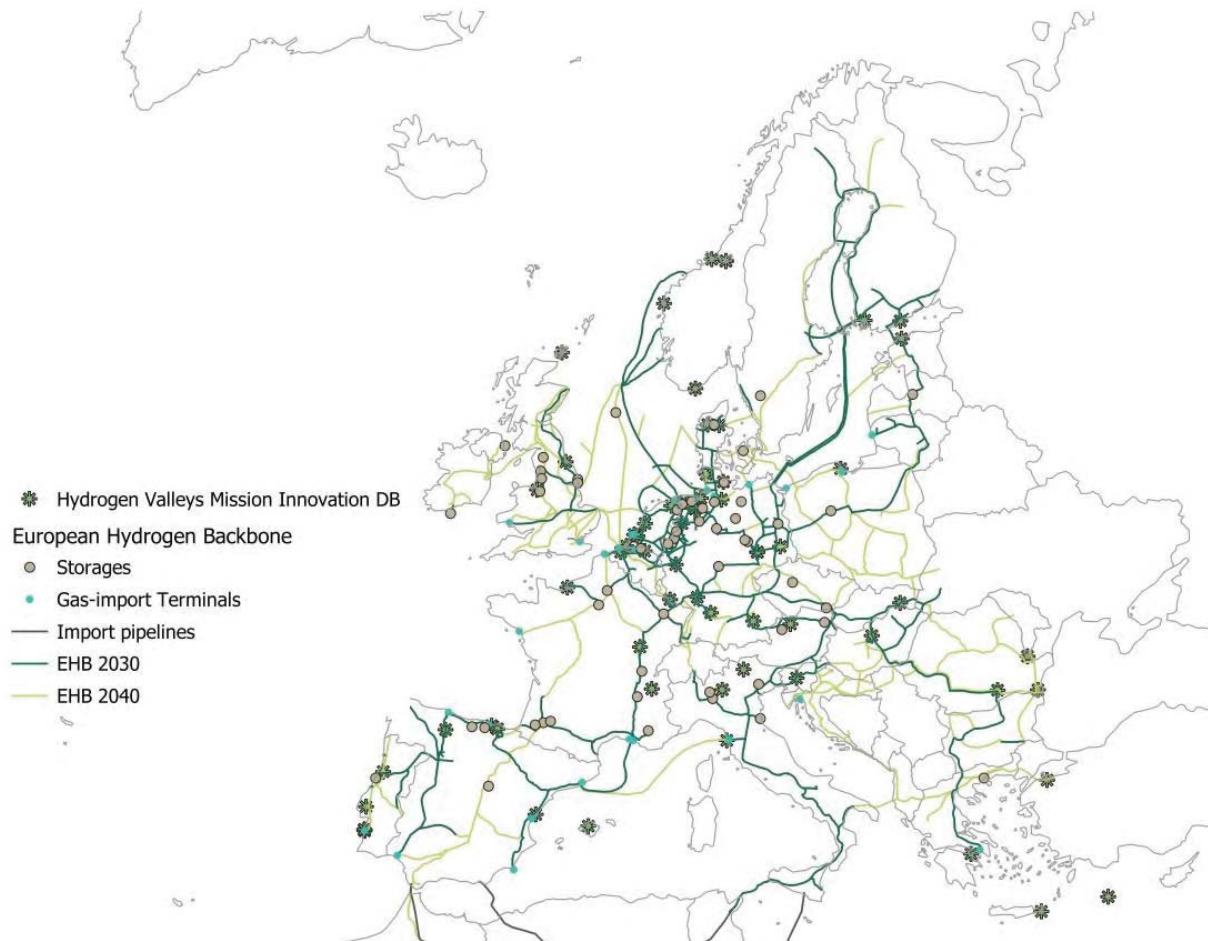 Hydrogen Valleys Mission Innovation DB
European Hydrogen Backbone
Storages
Gas-import Terminals
Import pipelines
EHB 2030
EHB 2040